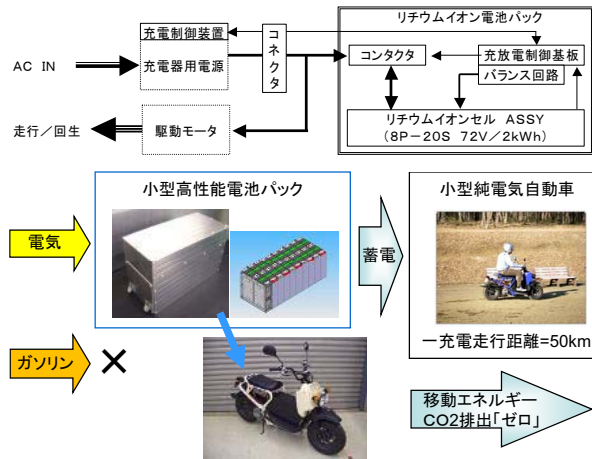 リチウムイオン電池パック
充電制御装置
コネクタ
AC IN
充電器用電源
コンタクタ
充放電制御基板
バランス回路
走行／回生
駆動モータ
リチウムイオンセル ASSY
（8P－20S 72V／2kWh）
小型高性能電池パック
小型純電気自動車
電気
蓄電
一充電走行距離=50km
ガソリン
×
移動エネルギー
CO2排出「ゼロ」